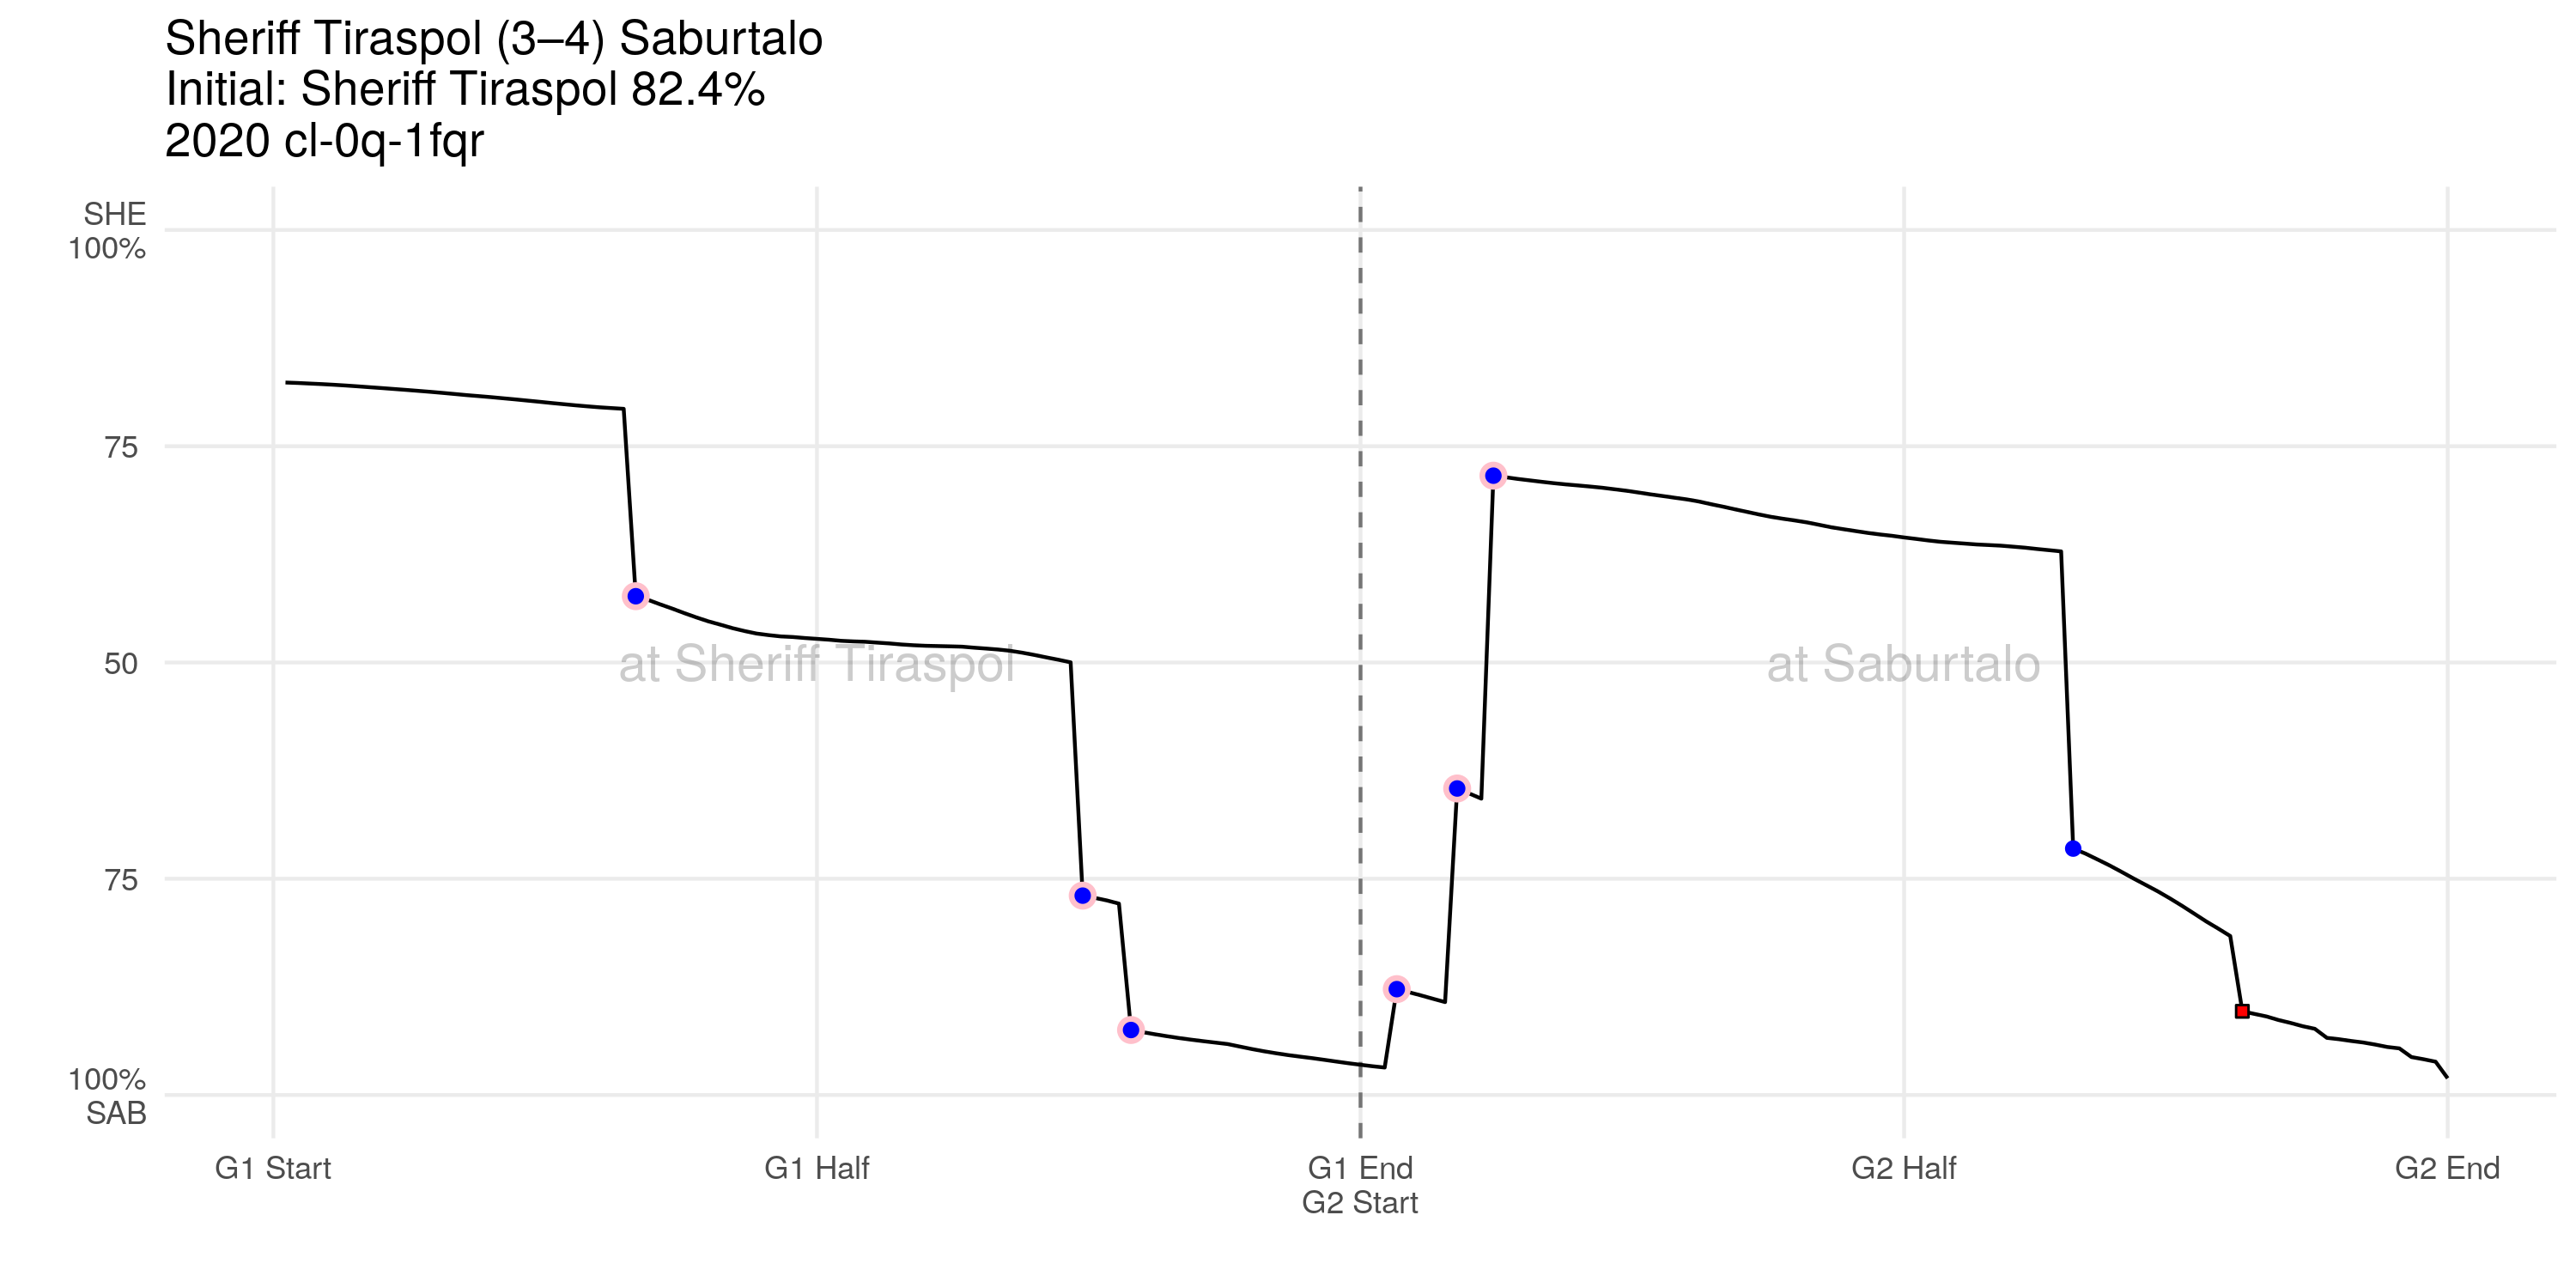 Sheriff Tiraspol (3–4) Saburtalo
Initial: Sheriff Tiraspol 82.4%
2020 cl-0q-1fqr
SHE
100%
75
50
75
100%
SAB
at Sheriff Tiraspol
at Saburtalo
G1 Start
G1 Half
G1 End
G2 Start
G2 Half
G2 End